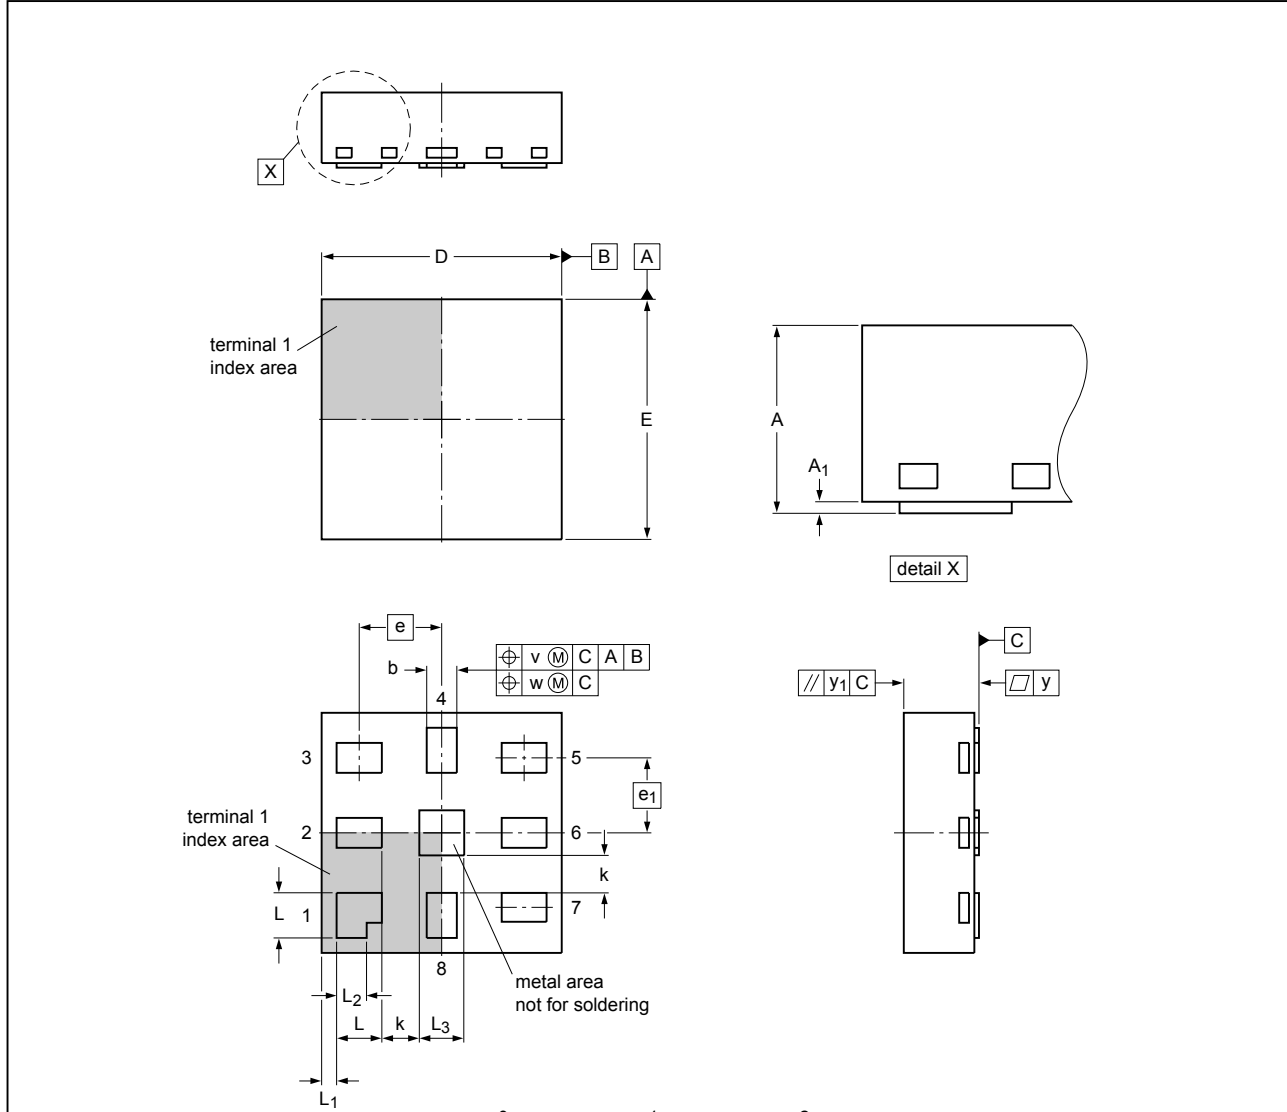 X
D
B
A
terminal 1
index area
E
A
A1
detail X
e
b
v M C A B
w M C
4
C
// y1 C
y
3
5
e1
terminal 1
index area
2
6
k
L
1
7
8
metal area
not for soldering
L2
L
k
L3
L1